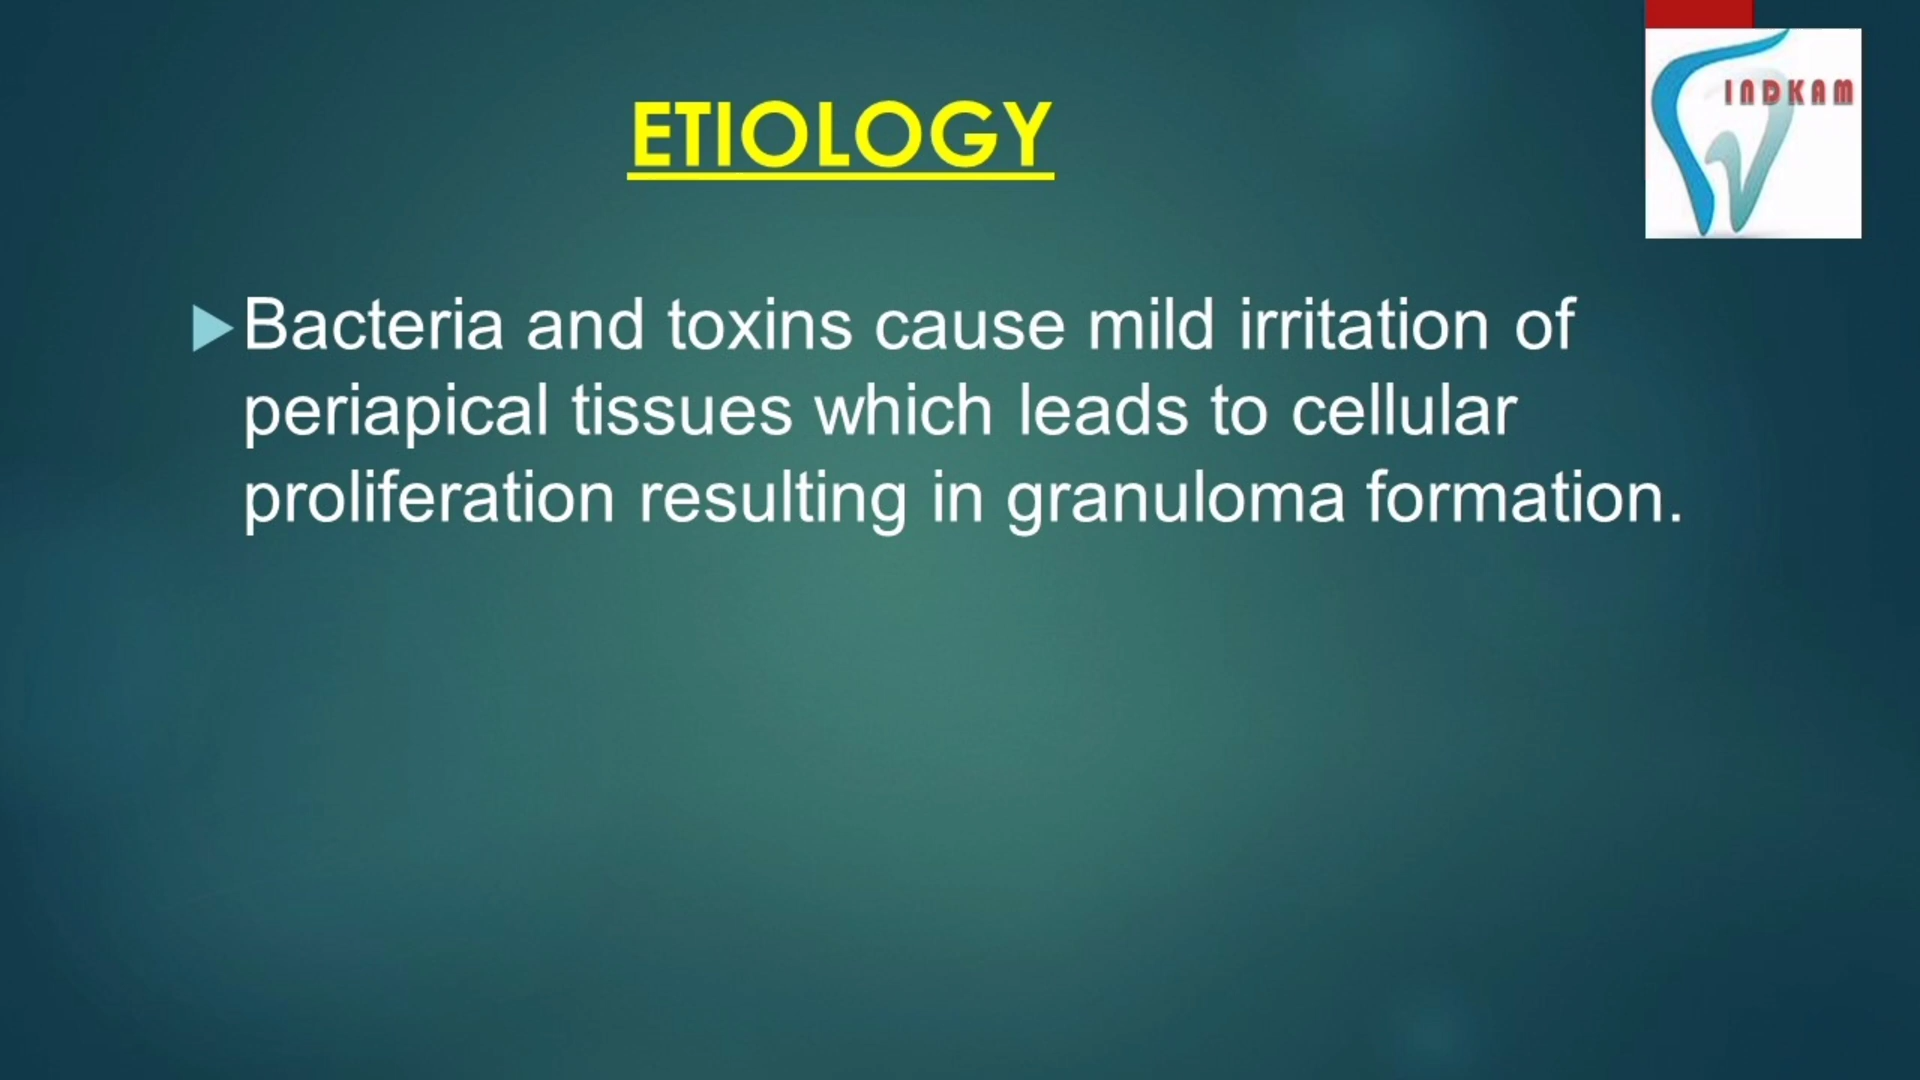 INDKAM
ETIOLOGY
Bacteria and toxins cause mild irritation of
periapical tissues which leads to cellular
proliferation resulting in granuloma formation.